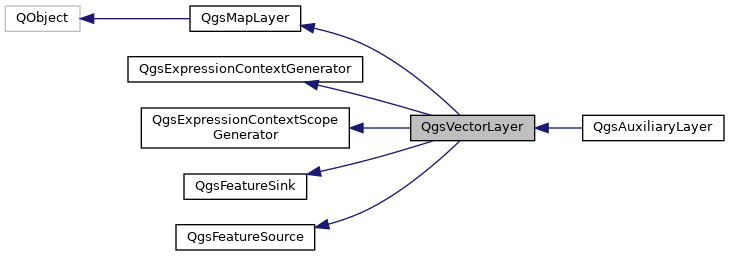 QObject
QgsMapLayer
QgsExpressionContextGenerator
QgsExpressionContextScope
Generator
QgsVectorLayer
QgsAuxiliaryLayer
QgsFeatureSink
QgsFeatureSource